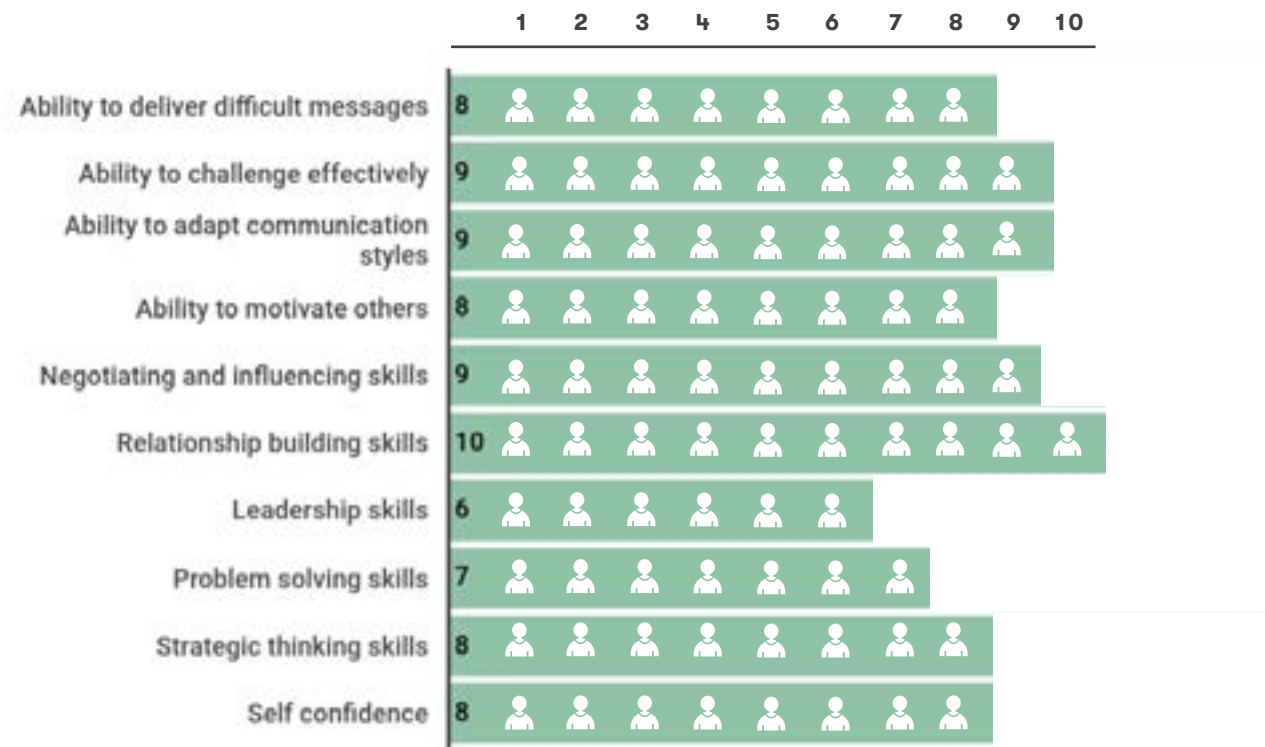 1 2 3 4 5 6 7 8 9 10
Ability to deliver difficult messages 8
Ability to challenge effectively 9
Ability to adapt communication
styles 9
Ability to motivate others 8
Negotiating and influencing skills 9
Relationship building skills 10
Leadership skills 6
Problem solving skills 7
Strategic thinking skills 8
Self confidence 8